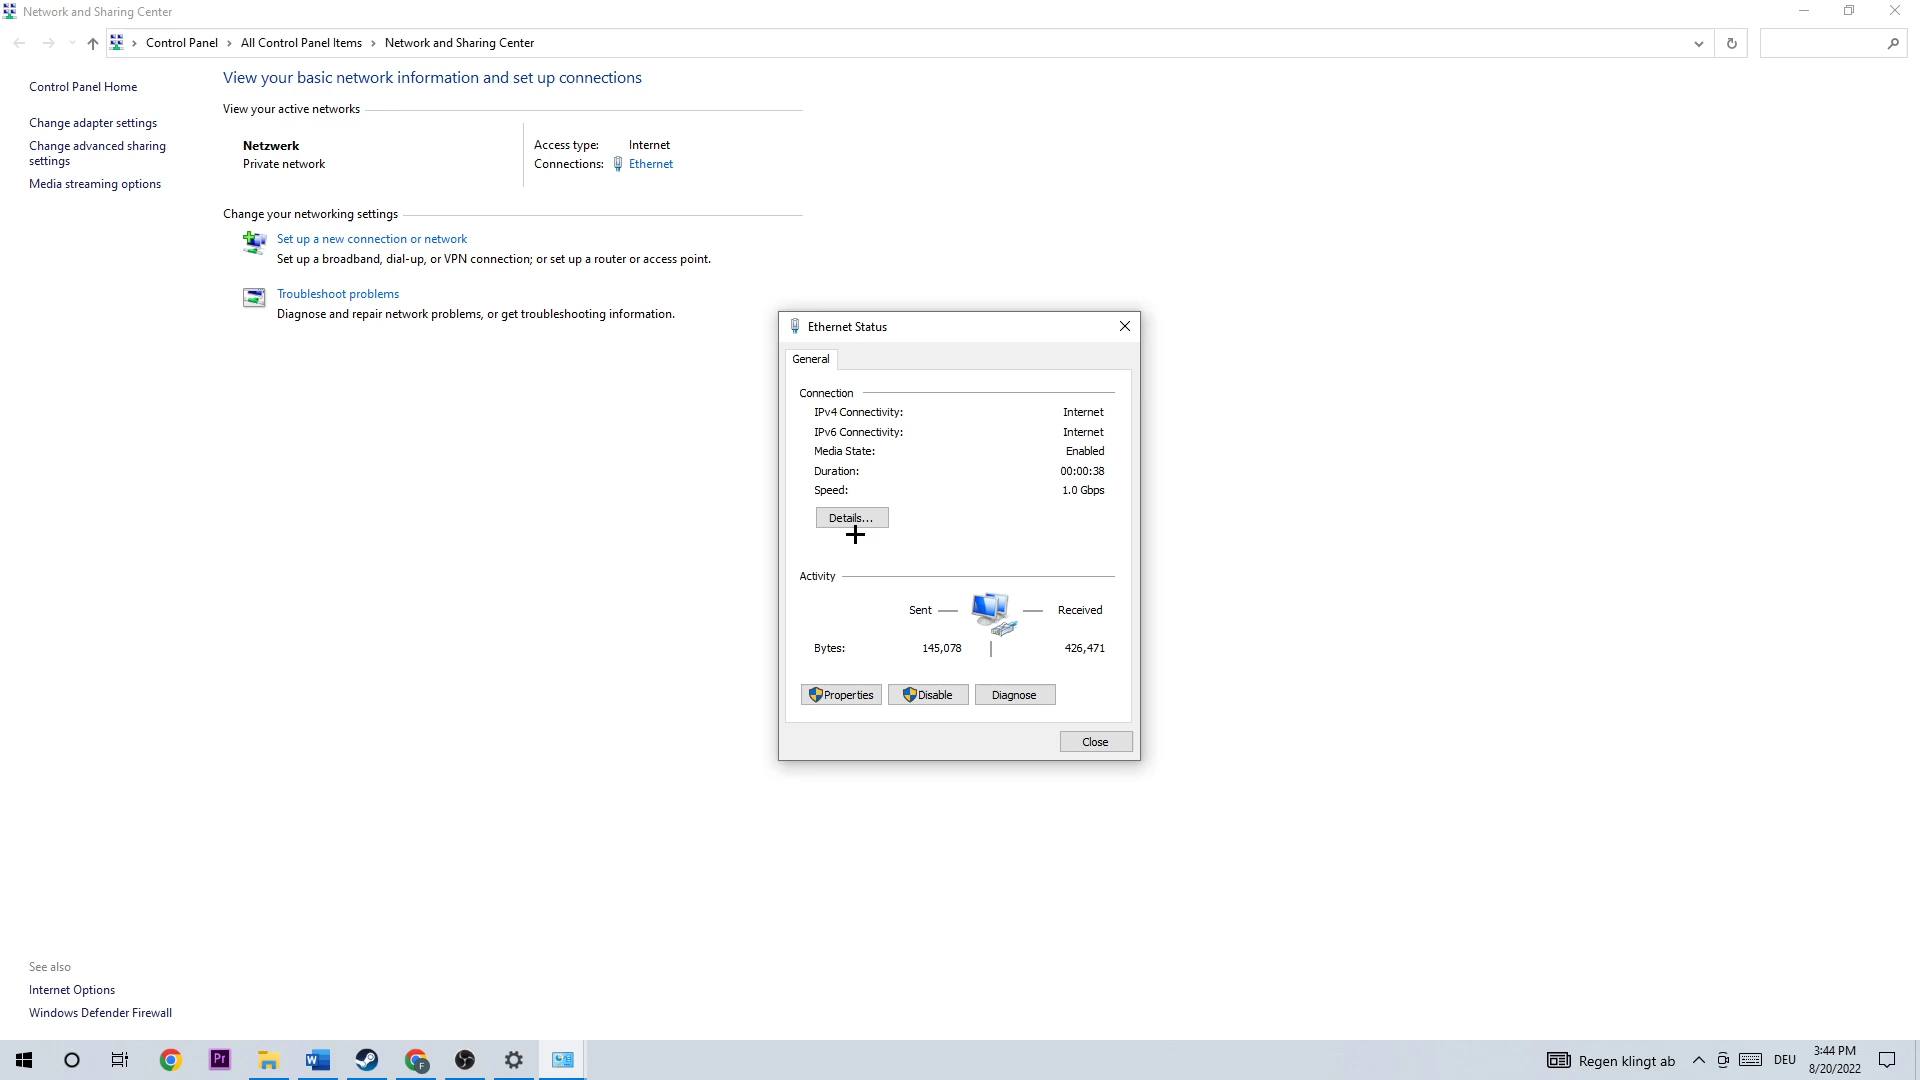 Network and Sharing Center
Control Panel > All Control Panel Items > Network and Sharing Center
Control Panel Home
Change adapter settings
Change advanced sharing
settings
Media streaming options
View your basic network information and set up connections
View your active networks
Netzwerk
Private network
Access type: Internet
Connections: Ethernet
Change your networking settings
Set up a new connection or network
Set up a broadband, dial-up, or VPN connection; or set up a router or access point.
Troubleshoot problems
Diagnose and repair network problems, or get troubleshooting information.
Ethernet Status
General
Connection
IPv4 Connectivity: Internet
IPv6 Connectivity: Internet
Media State: Enabled
Duration: 00:00:38
Speed: 1.0 Gbps
Details...
Activity
Sent — — Received
Bytes: 145,078 | 426,471
Properties Disable Diagnose
Close
See also
Internet Options
Windows Defender Firewall
Pr W F Regen klingt ab DEU 3:44 PM
8/20/2022